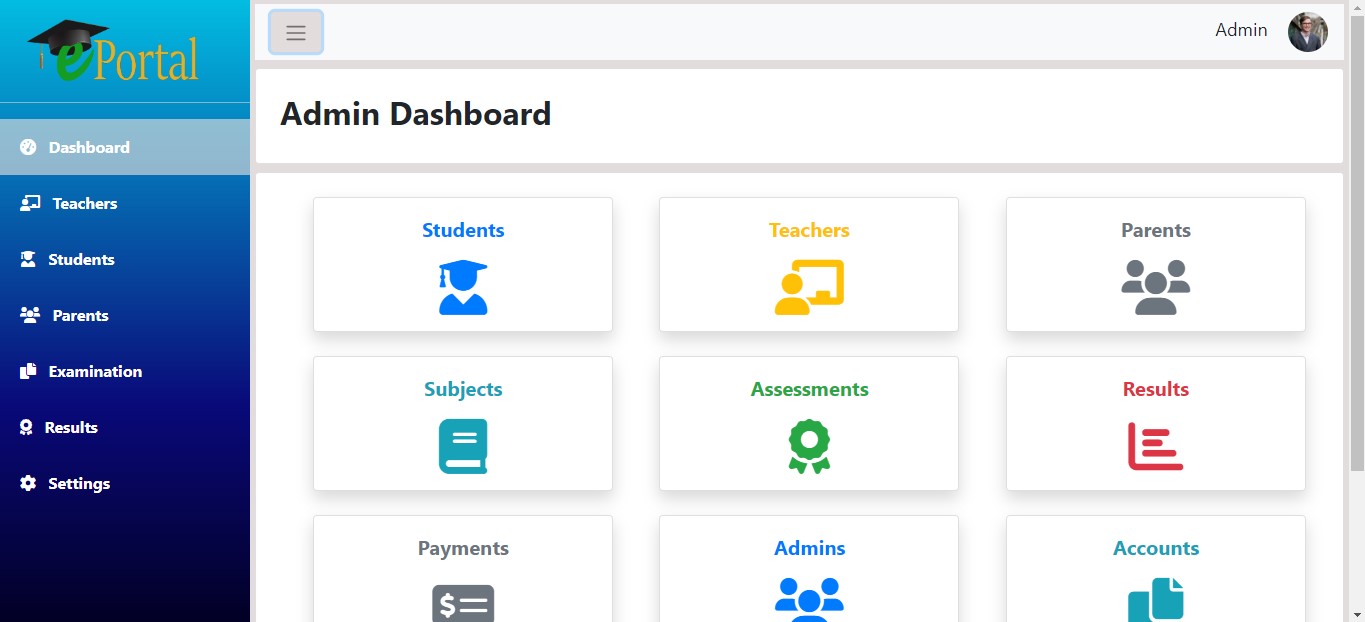 ePortal
Admin
Admin Dashboard
Dashboard
Teachers
Students
Parents
Examination
Results
Settings
Students
Teachers
Parents
Subjects
Assessments
Results
Payments
Admins
Accounts